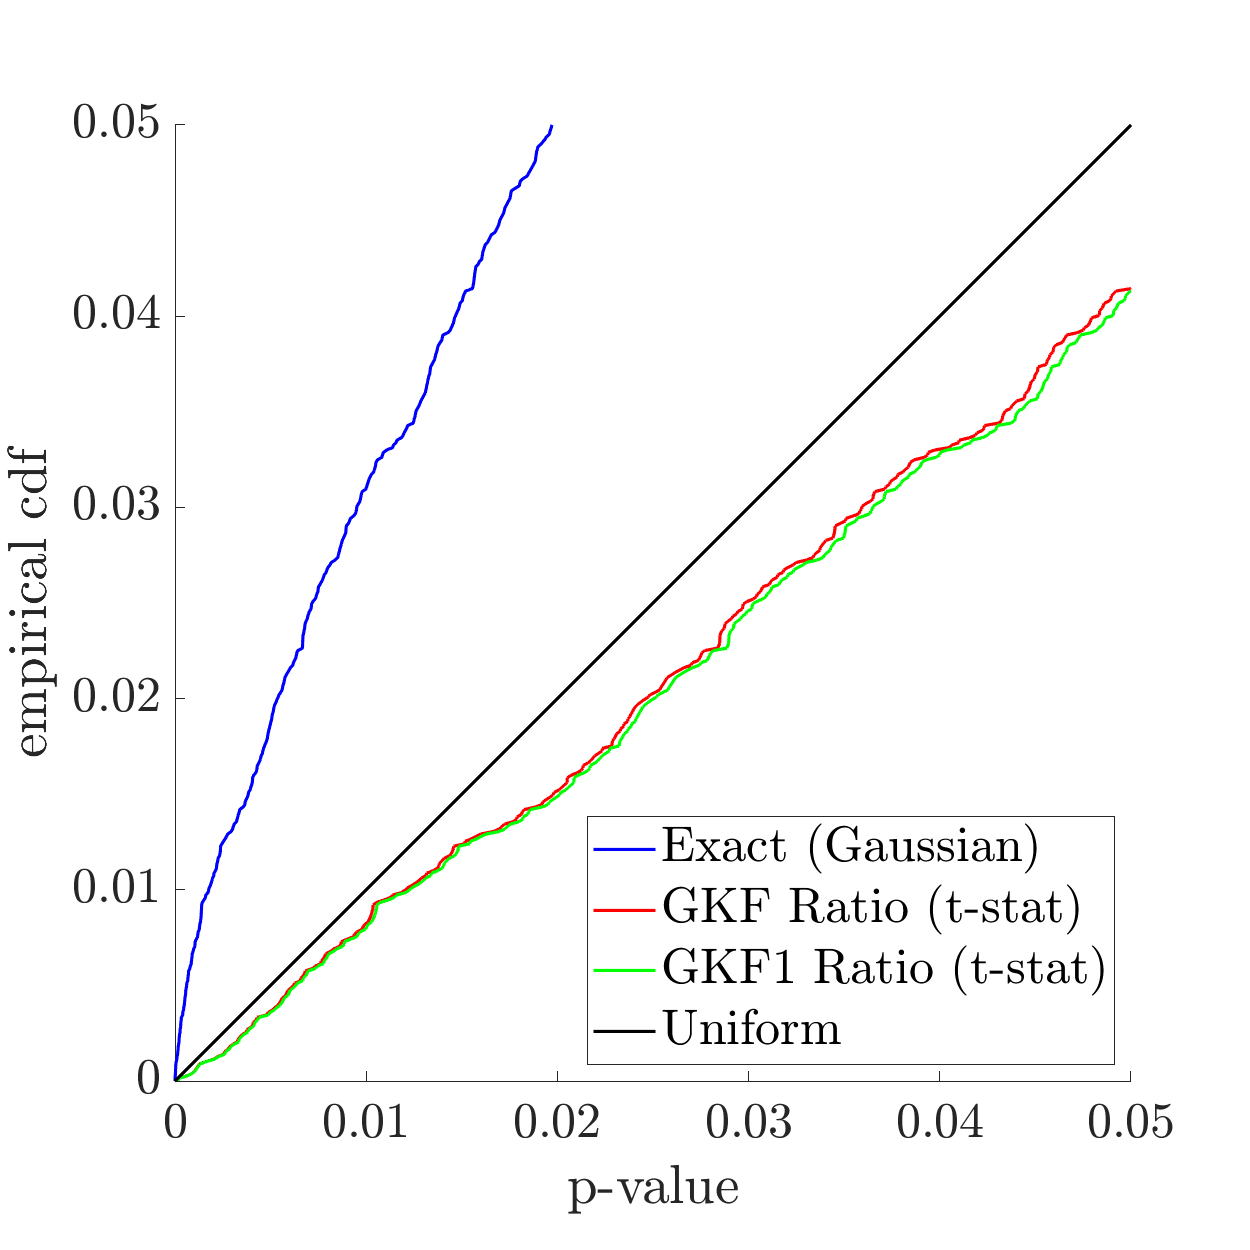 0.05
0.04
0.03
0.02
0.01
0
empirical cdf
Exact (Gaussian)
GKF Ratio (t-stat)
GKF1 Ratio (t-stat)
Uniform
0 0.01 0.02 0.03 0.04 0.05
p-value